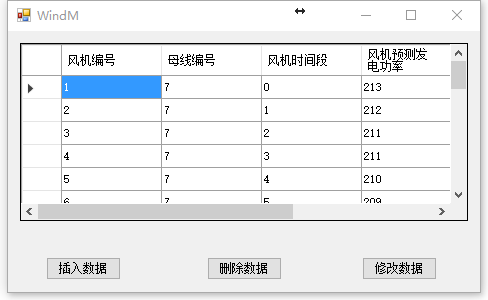 WindM
风机编号 母线编号 风机时间段 风机预测发
电功率
1 7 0 213
2 7 1 212
3 7 2 211
4 7 3 211
5 7 4 210
6 7 5 209
插入数据 删除数据 修改数据